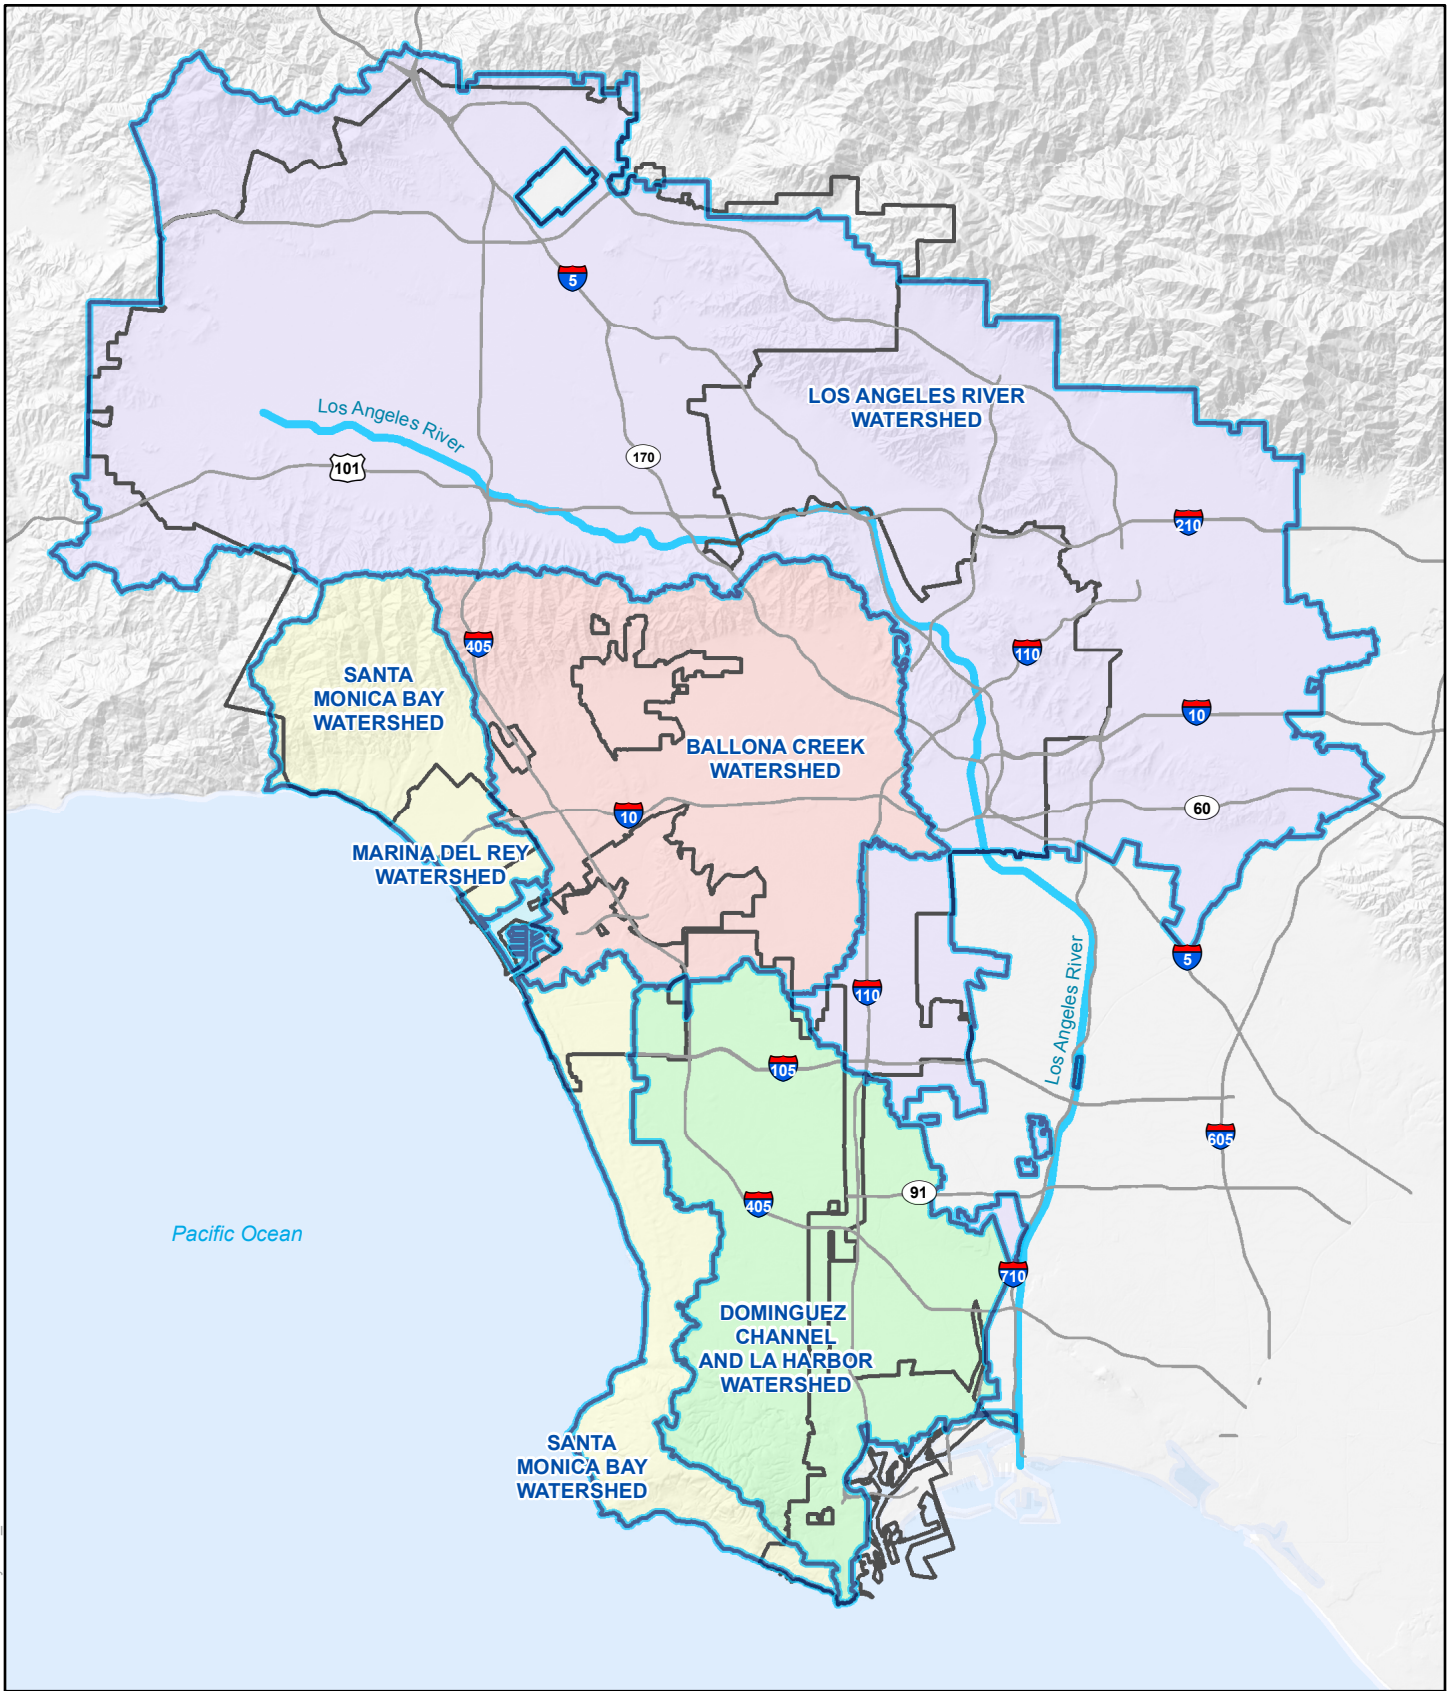 5
LOS ANGELES RIVER
WATERSHED
Los Angeles River
101
170
210
405
110
SANTA
MONICA BAY
WATERSHED
10
BALLONA CREEK
WATERSHED
10
60
MARINA DEL REY
WATERSHED
5
110
Los Angeles River
105
605
91
405
Pacific Ocean
710
DOMINGUEZ
CHANNEL
AND LA HARBOR
WATERSHED
SANTA
MONICA BAY
WATERSHED